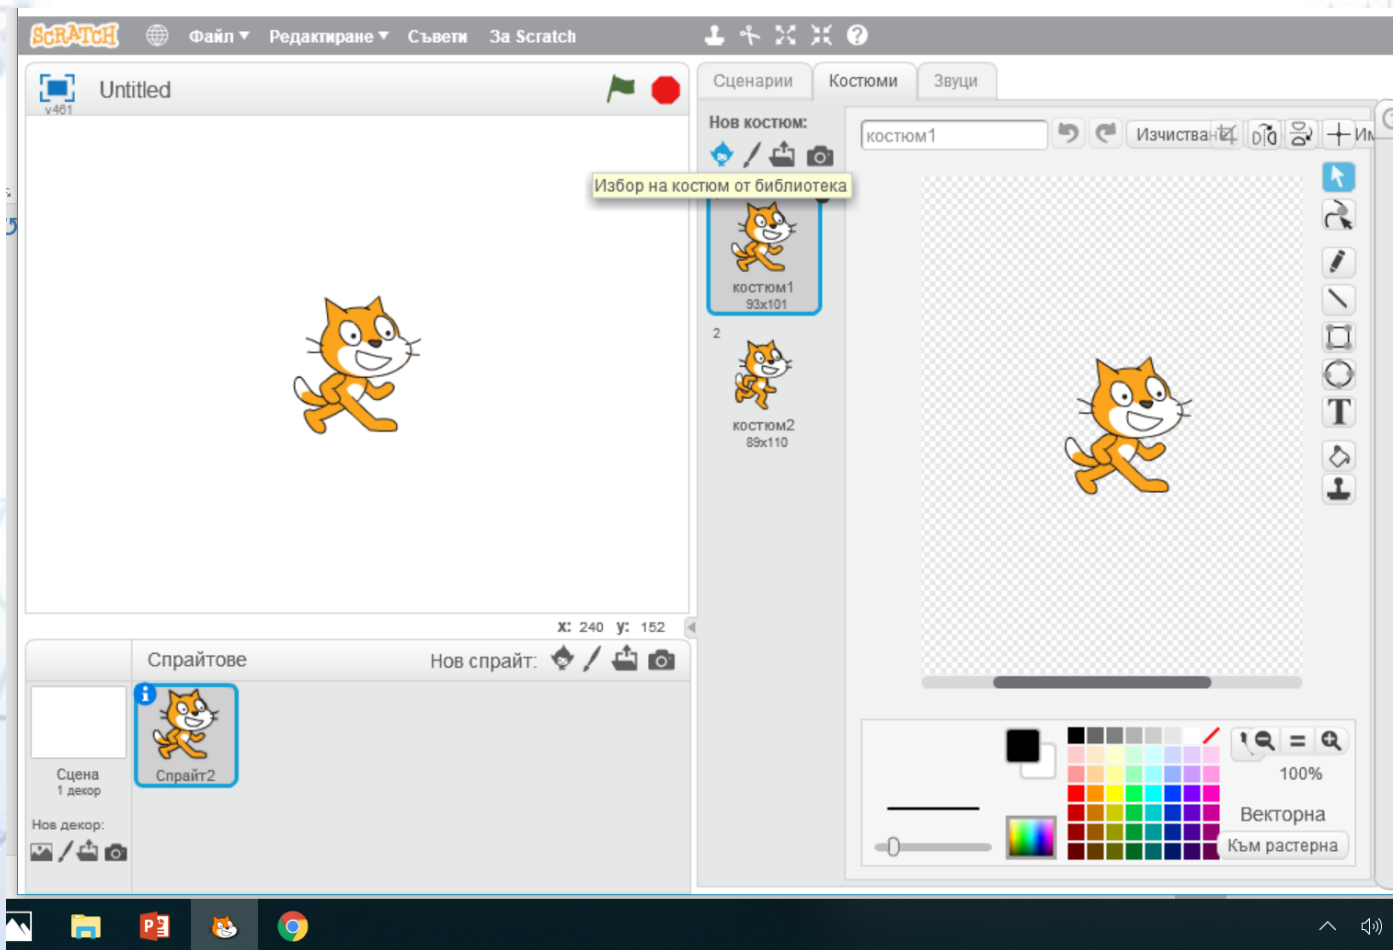 SCRATCH Файл Редактиране Съвети За Scratch
v461
Untitled
Сценарии Костюми Звуци
Нов костюм:
костюм1
Изчистване
Избор на костюм от библиотека
костюм1
93x101
2
костюм2
89x110
T
x: 240 y: 152
Спрайтове
Нов спрайт:
Сцена
1 декор
Нов декор:
Спрайт2
100%
Векторна
Към растерна